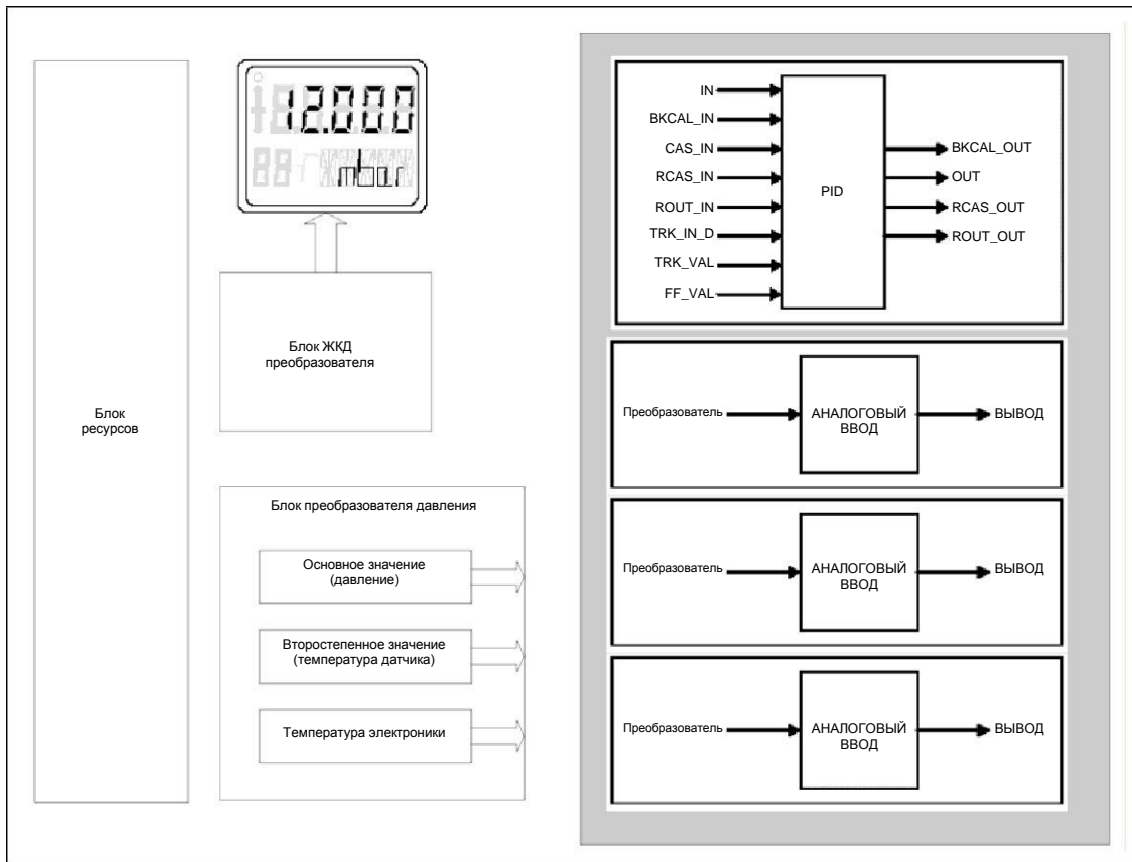 12.000
mbar
Блок ЖКД
преобразователя
Блок
ресурсов
Блок преобразователя давления
Основное значение
(давление)
Второстепенное значение
(температура датчика)
Температура электроники
IN
BKCAL_IN
CAS_IN
RCAS_IN
ROUT_IN
TRK_IN_D
TRK_VAL
FF_VAL
PID
BKCAL_OUT
OUT
RCAS_OUT
ROUT_OUT
Преобразователь
АНАЛОГОВЫЙ
ВВОД
ВЫВОД
Преобразователь
АНАЛОГОВЫЙ
ВВОД
ВЫВОД
Преобразователь
АНАЛОГОВЫЙ
ВВОД
ВЫВОД